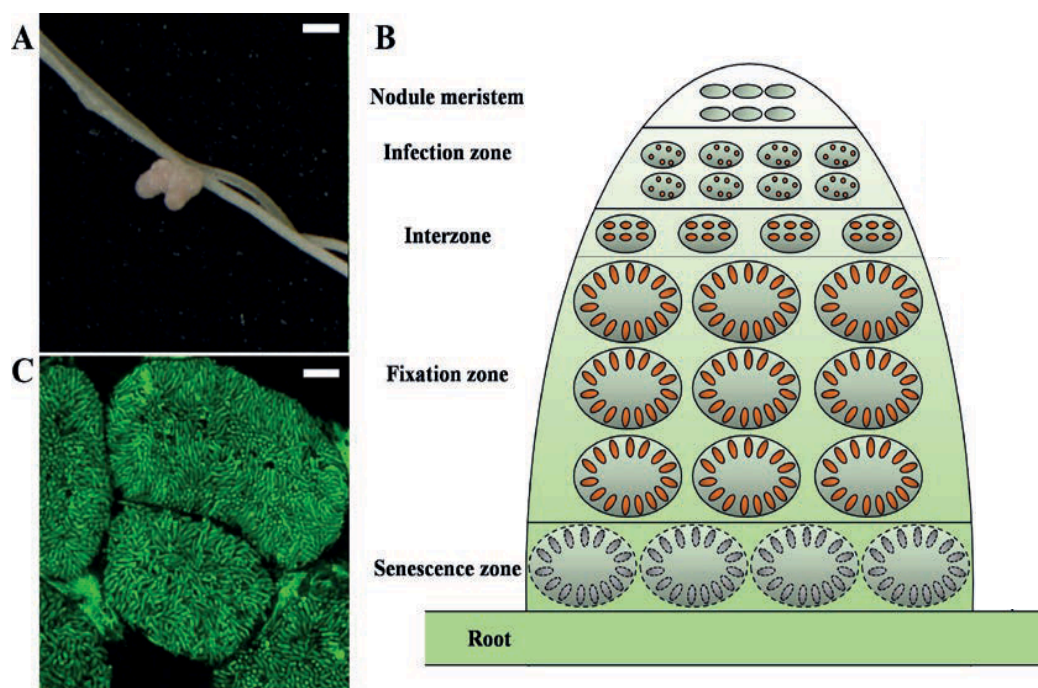 A
B
Nodule meristem
Infection zone
Interzone
C
Fixation zone
Senescence zone
Root